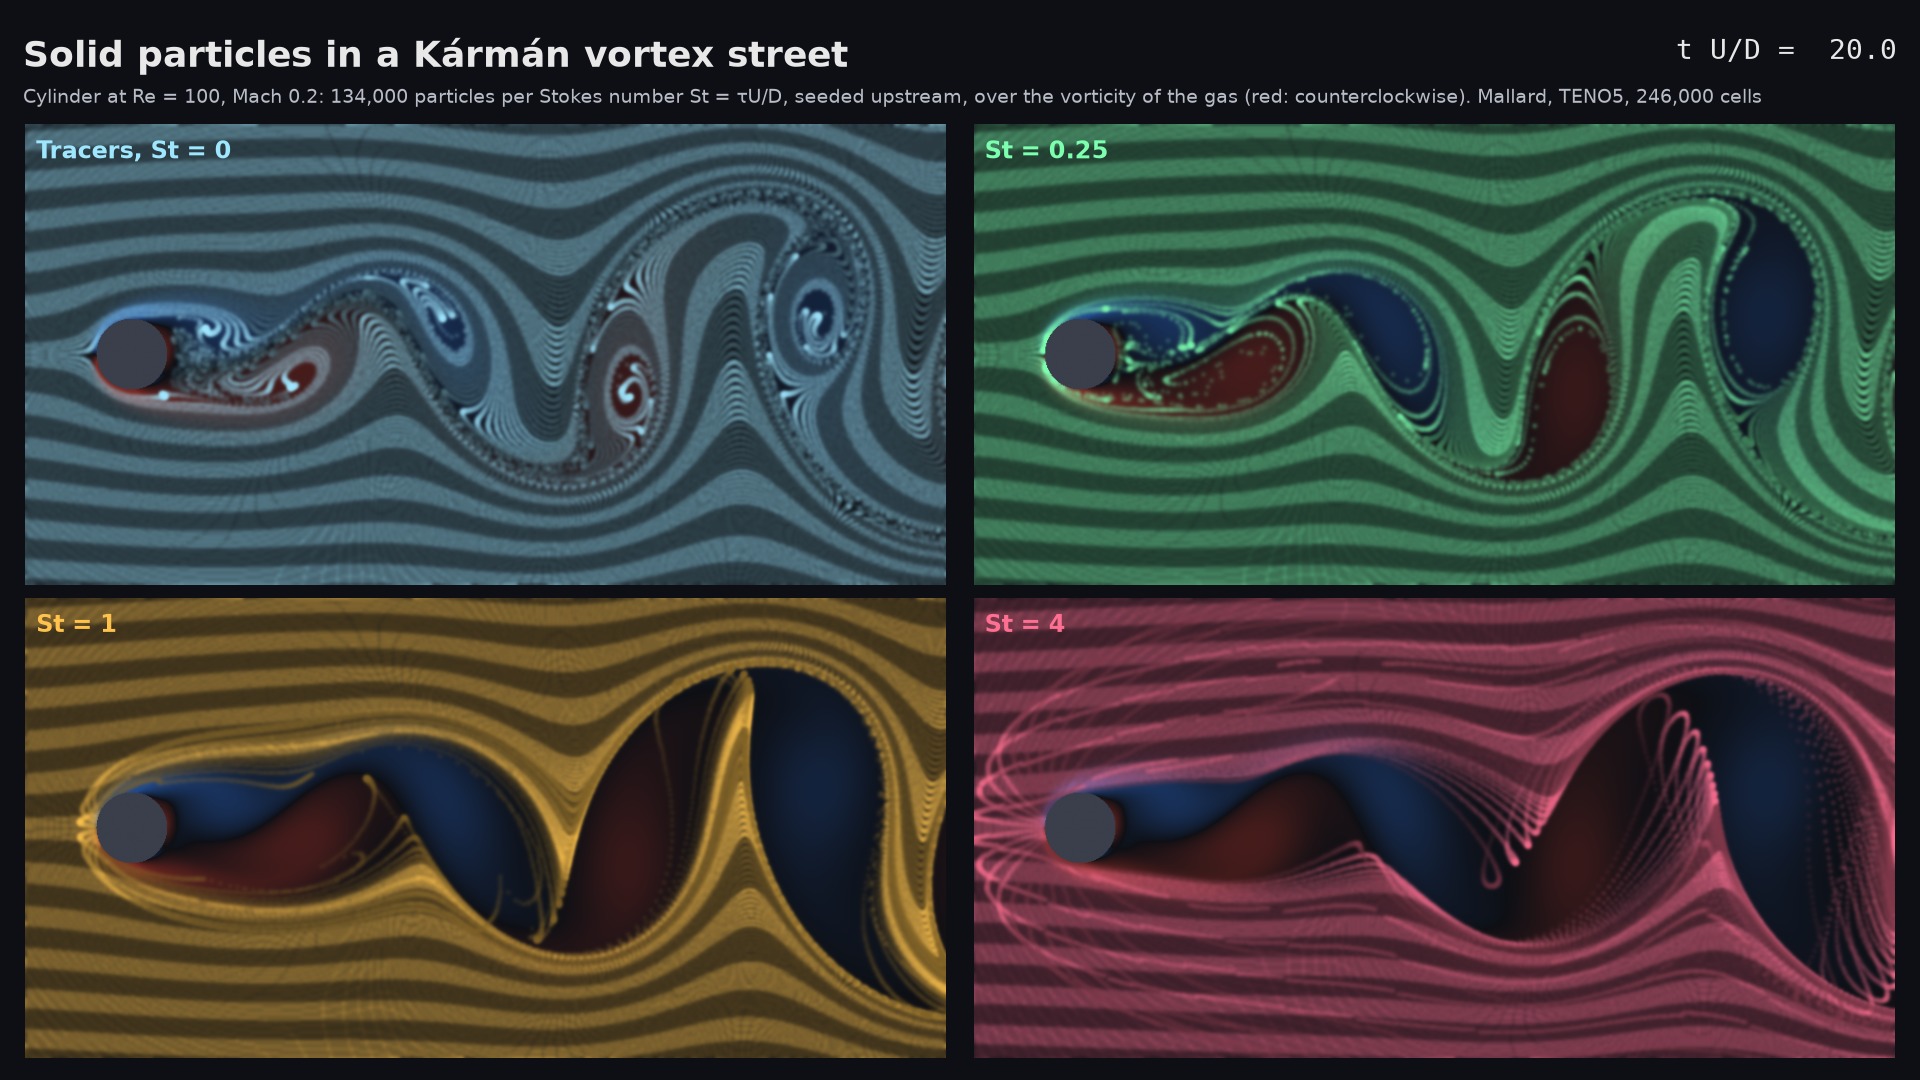 Solid particles in a Kármán vortex street
t U/D = 20.0
Cylinder at Re = 100, Mach 0.2: 134,000 particles per Stokes number St = τU/D, seeded upstream, over the vorticity of the gas (red: counterclockwise). Mallard, TENO5, 246,000 cells
Tracers, St = 0
St = 0.25
St = 1
St = 4